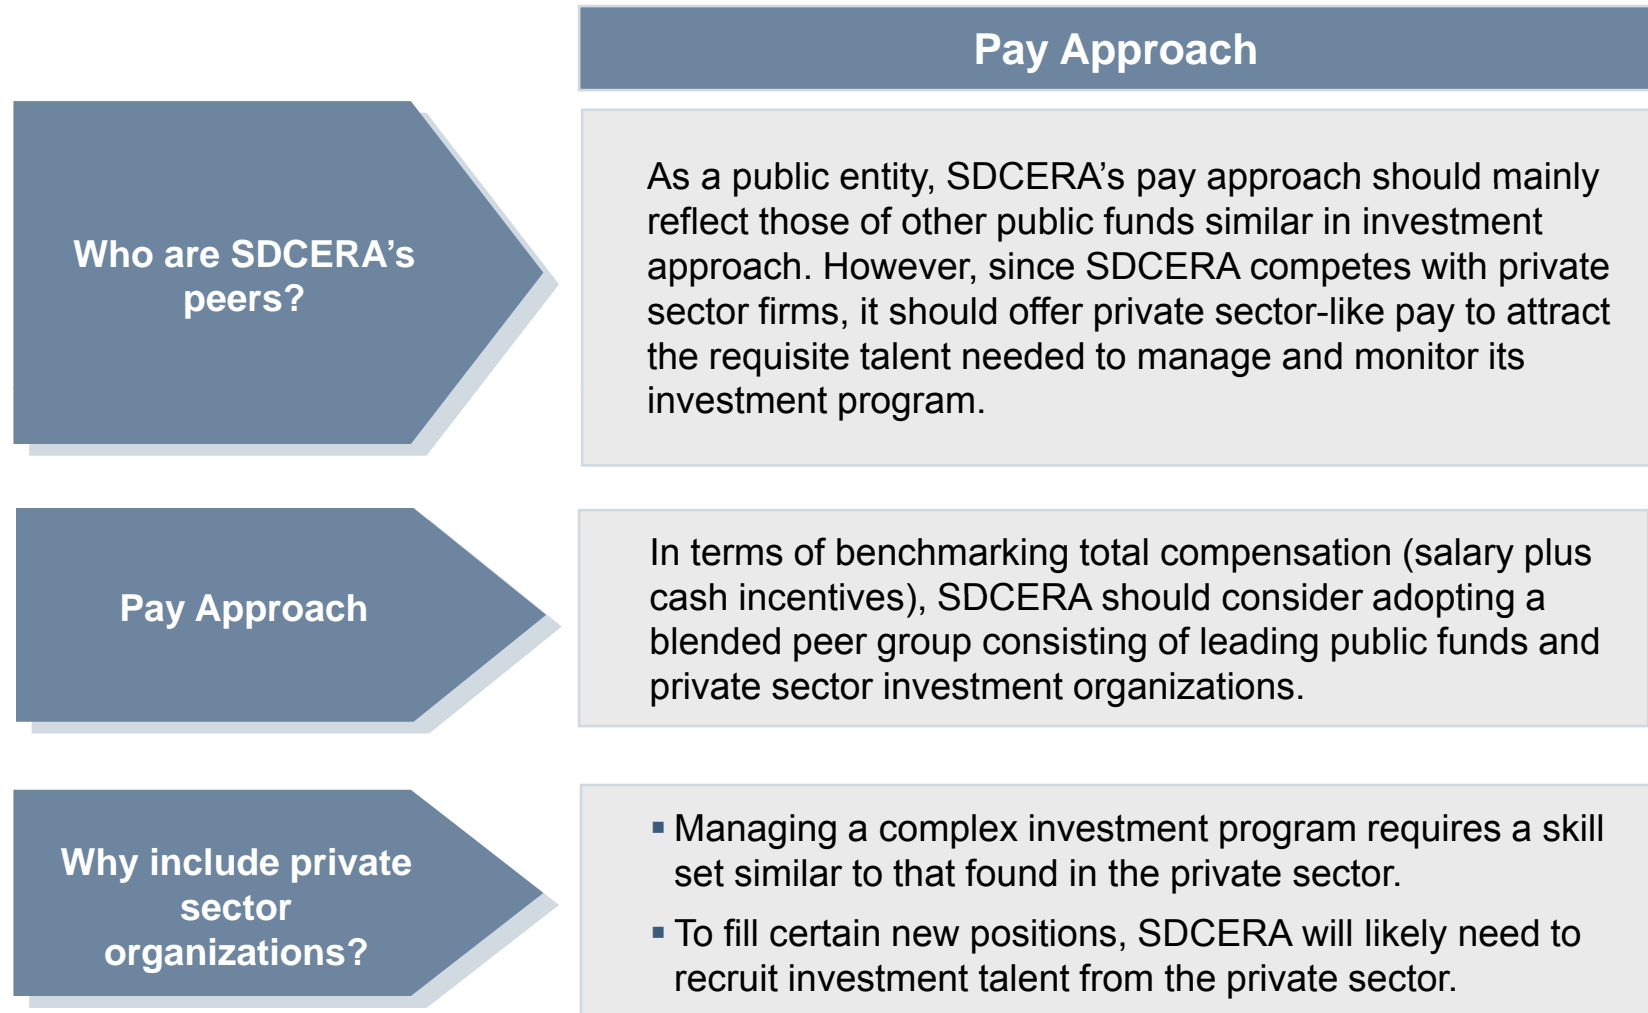 Pay Approach
Who are SDCERA’s
peers?
As a public entity, SDCERA’s pay approach should mainly
reflect those of other public funds similar in investment
approach. However, since SDCERA competes with private
sector firms, it should offer private sector-like pay to attract
the requisite talent needed to manage and monitor its
investment program.
Pay Approach
In terms of benchmarking total compensation (salary plus
cash incentives), SDCERA should consider adopting a
blended peer group consisting of leading public funds and
private sector investment organizations.
Why include private
sector
organizations?
▪ Managing a complex investment program requires a skill
set similar to that found in the private sector.
▪ To fill certain new positions, SDCERA will likely need to
recruit investment talent from the private sector.